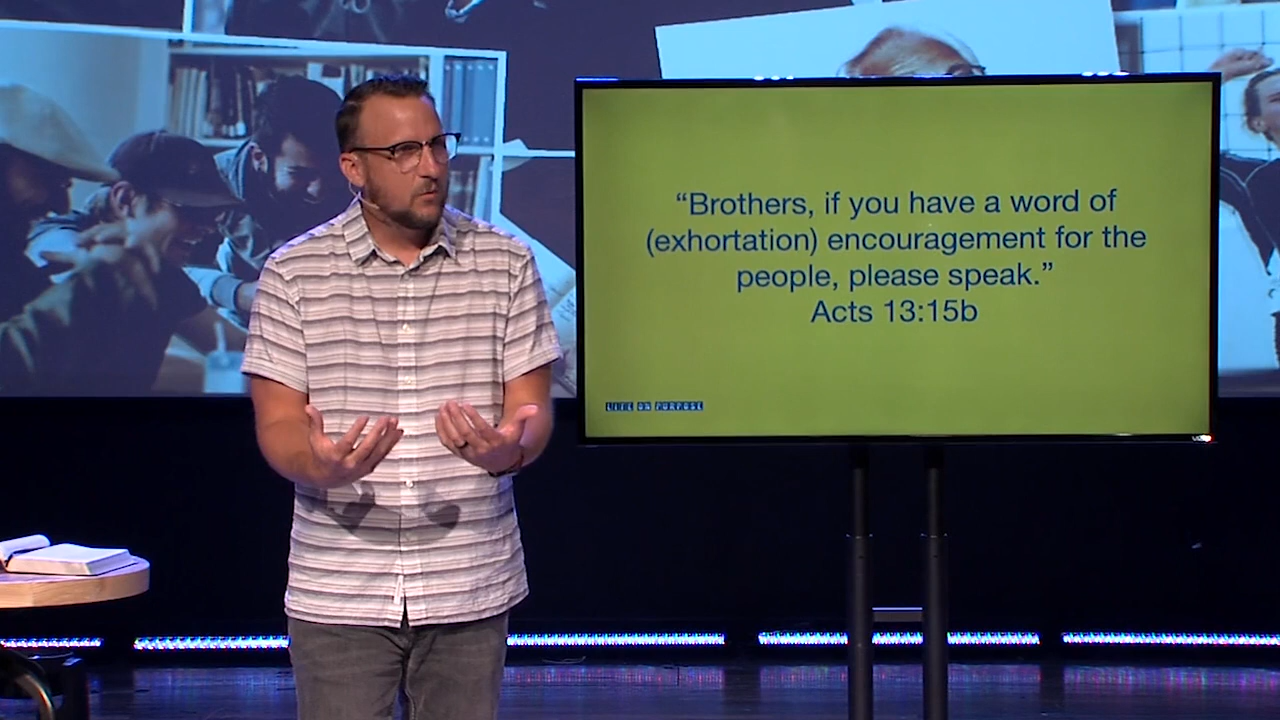 “Brothers, if you have a word of
(exhortation) encouragement for the
people, please speak.”
Acts 13:15b
LIFE ON PURPOSE